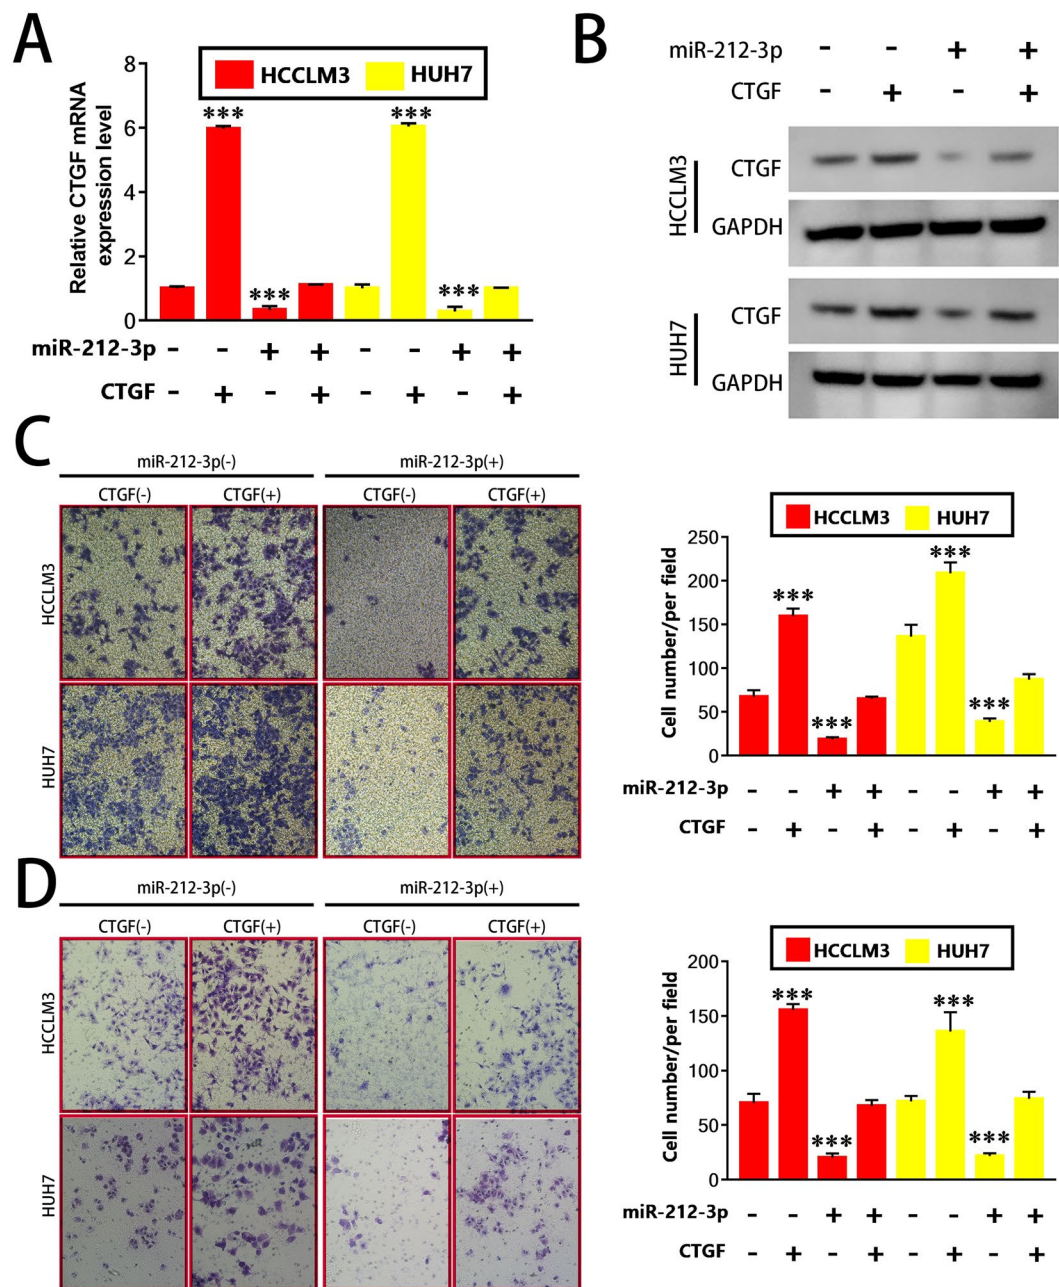 A
HCCLM3 HUH7
Relative CTGF mRNA
expression level
8
6
4
2
0
*** *** *** ***
miR-212-3p - - + + - - + +
CTGF - + - + - + - +
B
miR-212-3p - - + +
CTGF - + - +
HCCLM3
CTGF
GAPDH
HUH7
CTGF
GAPDH
C
miR-212-3p(-) miR-212-3p(+)
CTGF(-) CTGF(+) CTGF(-) CTGF(+)
HCCLM3
HUH7
HCCLM3 HUH7
Cell number/per field
250
200
150
100
50
0
*** *** *** ***
miR-212-3p - - + + - - + +
CTGF - + - + - + - +
D
miR-212-3p(-) miR-212-3p(+)
CTGF(-) CTGF(+) CTGF(-) CTGF(+)
HCCLM3
HUH7
HCCLM3 HUH7
Cell number/per field
200
150
100
50
0
*** *** *** ***
miR-212-3p - - + + - - + +
CTGF - + - + - + - +